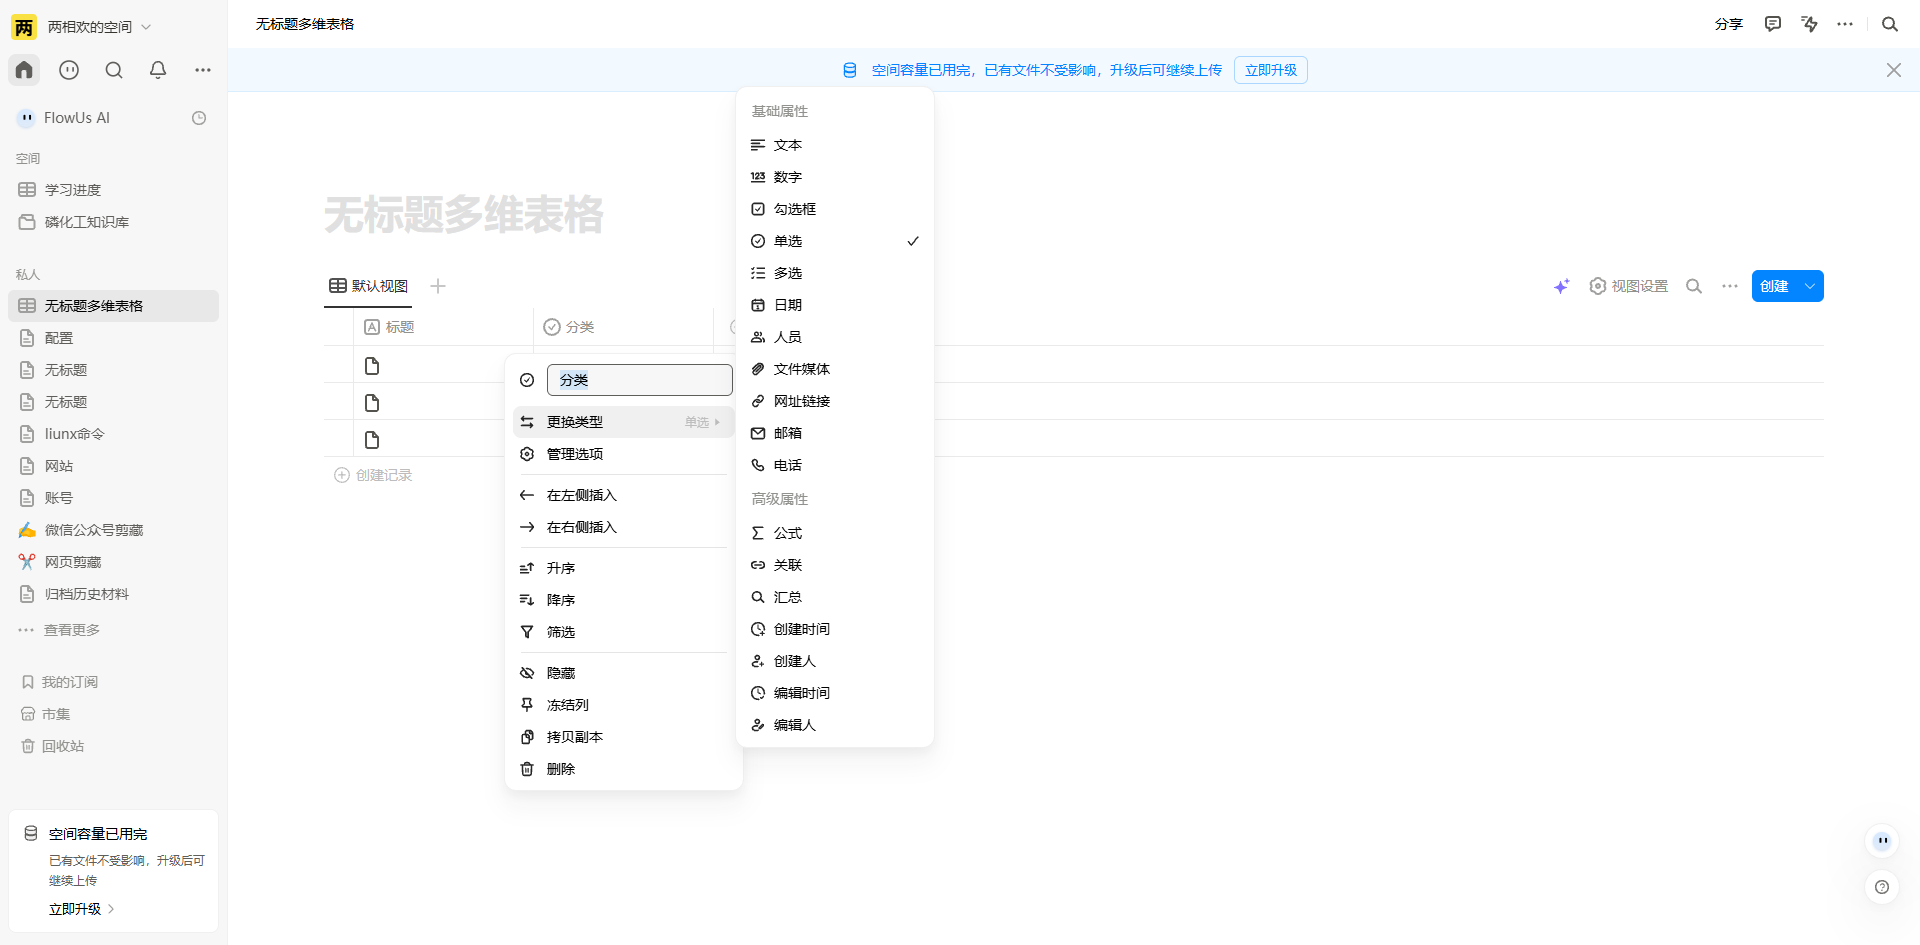 两
两相欢的空间
无标题多维表格
分享
空间容量已用完，已有文件不受影响，升级后可继续上传
立即升级
FlowUs AI
空间
学习进度
磷化工知识库
私人
无标题多维表格
配置
无标题
无标题
liunx命令
网站
账号
微信公众号剪藏
网页剪藏
归档历史材料
查看更多
我的订阅
市集
回收站
空间容量已用完
已有文件不受影响，升级后可
继续上传
立即升级
无标题多维表格
默认视图
视图设置
创建
标题
分类
创建记录
分类
更换类型
单选
管理选项
在左侧插入
在右侧插入
升序
降序
筛选
隐藏
冻结列
拷贝副本
删除
基础属性
文本
123 数字
勾选框
单选
多选
日期
人员
文件媒体
网址链接
邮箱
电话
高级属性
公式
关联
汇总
创建时间
创建人
编辑时间
编辑人